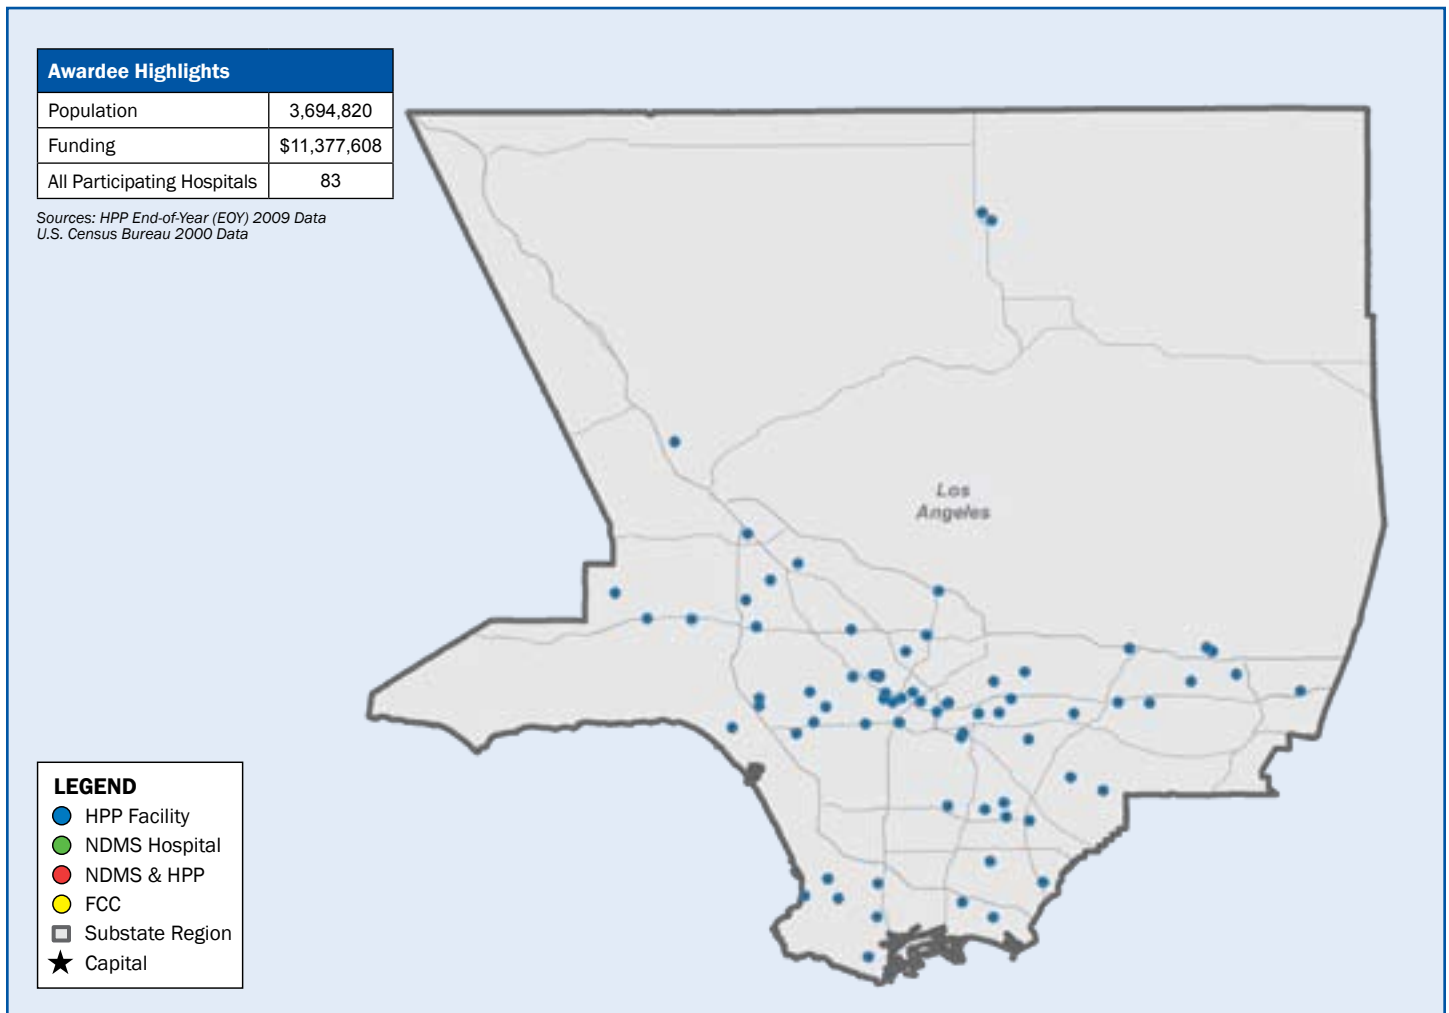 Awardee Highlights
Population 3,694,820
Funding $11,377,608
All Participating Hospitals 83
Sources: HPP End-of-Year (EOY) 2009 Data
U.S. Census Bureau 2000 Data
Los
Angeles
LEGEND
HPP Facility
NDMS Hospital
NDMS & HPP
FCC
Substate Region
Capital